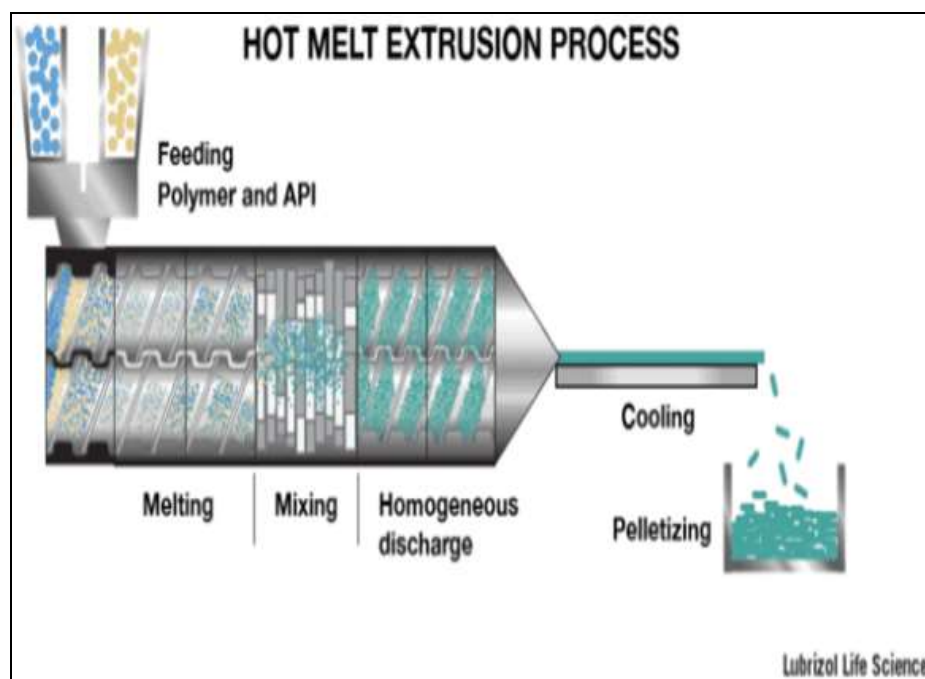 HOT MELT EXTRUSION PROCESS
Feeding
Polymer and API
Melting
Mixing
Homogeneous
discharge
Cooling
Pelletizing
Lubrizol Life Science